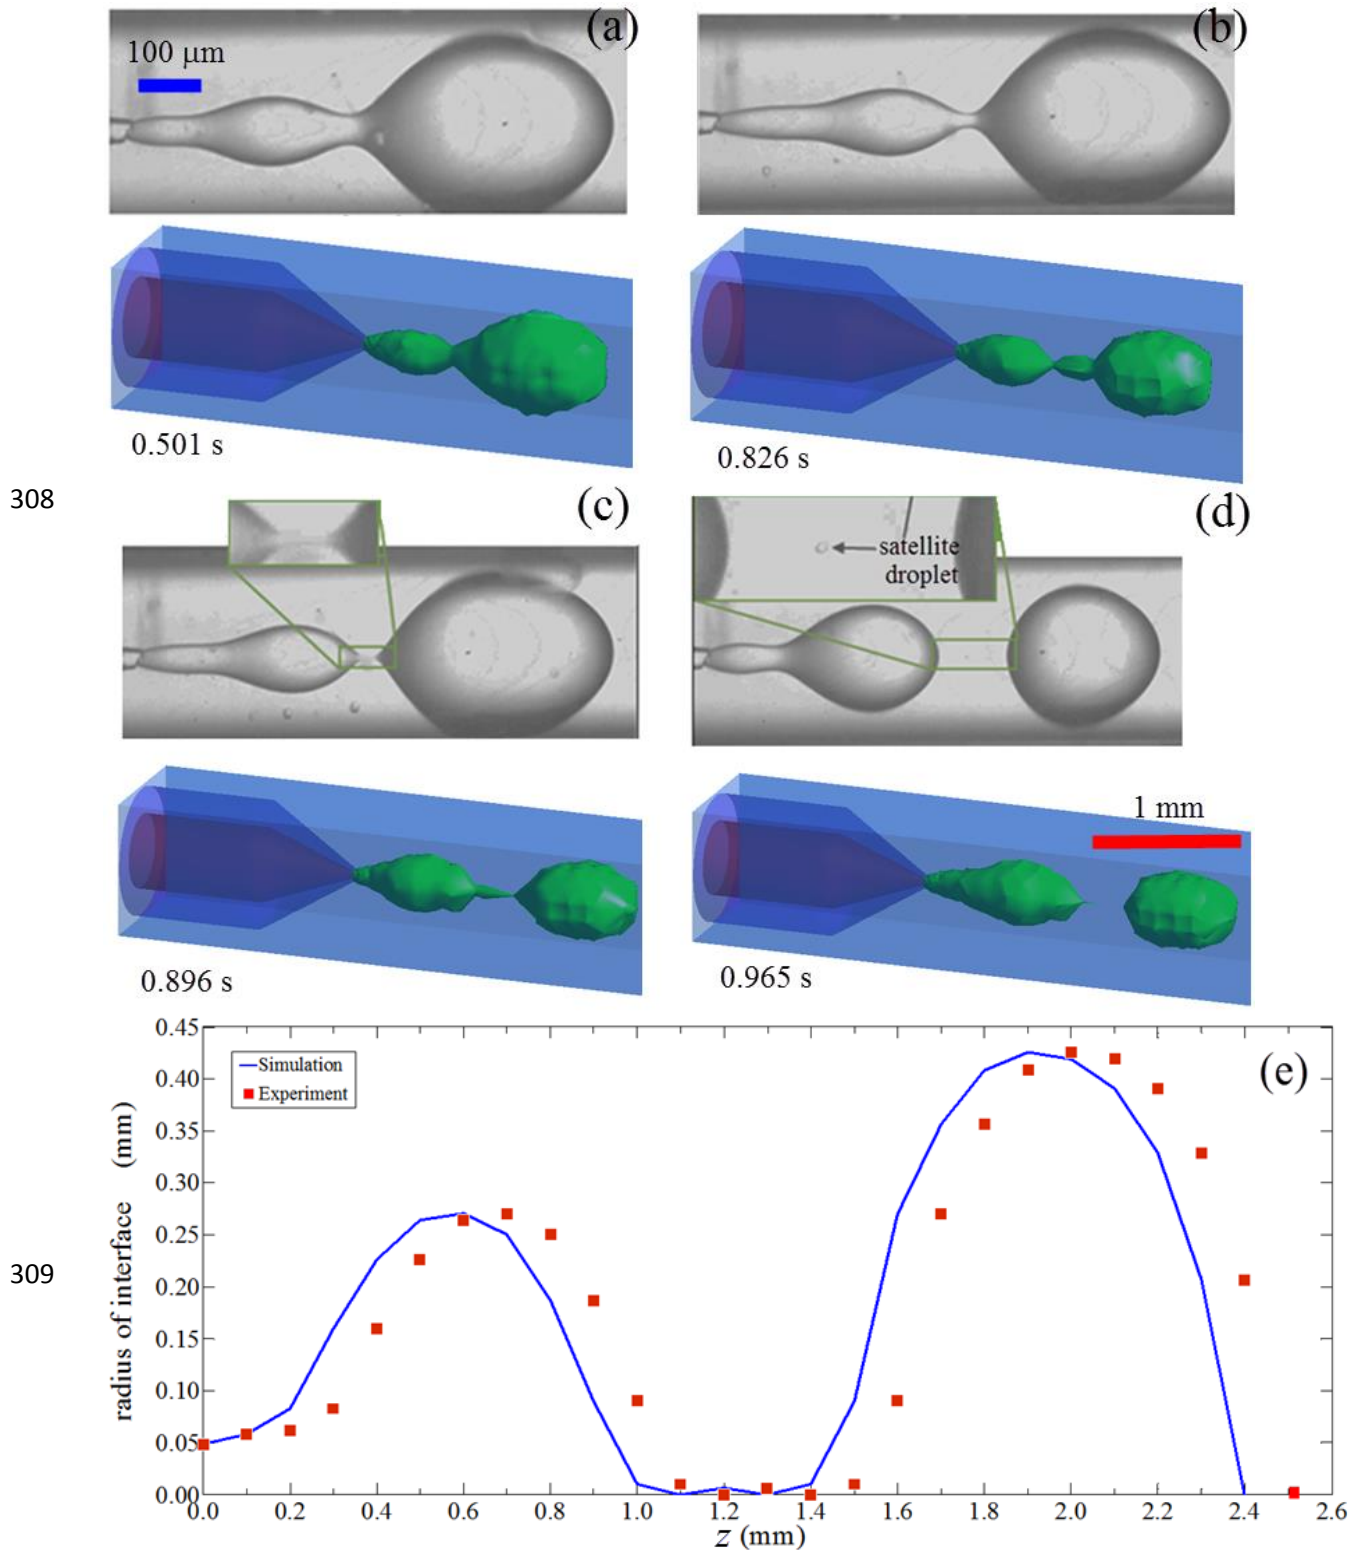 (a)
(b)
100 μm
0.501 s
0.826 s
308
(c)
(d)
satellite
droplet
1 mm
0.896 s
0.965 s
0.45
0.40
0.35
0.30
0.25
0.20
0.15
0.10
0.05
0.00
radius of interface (mm)
Simulation
Experiment
(e)
309
0.0 0.2 0.4 0.6 0.8 1.0 1.2 1.4 1.6 1.8 2.0 2.2 2.4 2.6
z (mm)